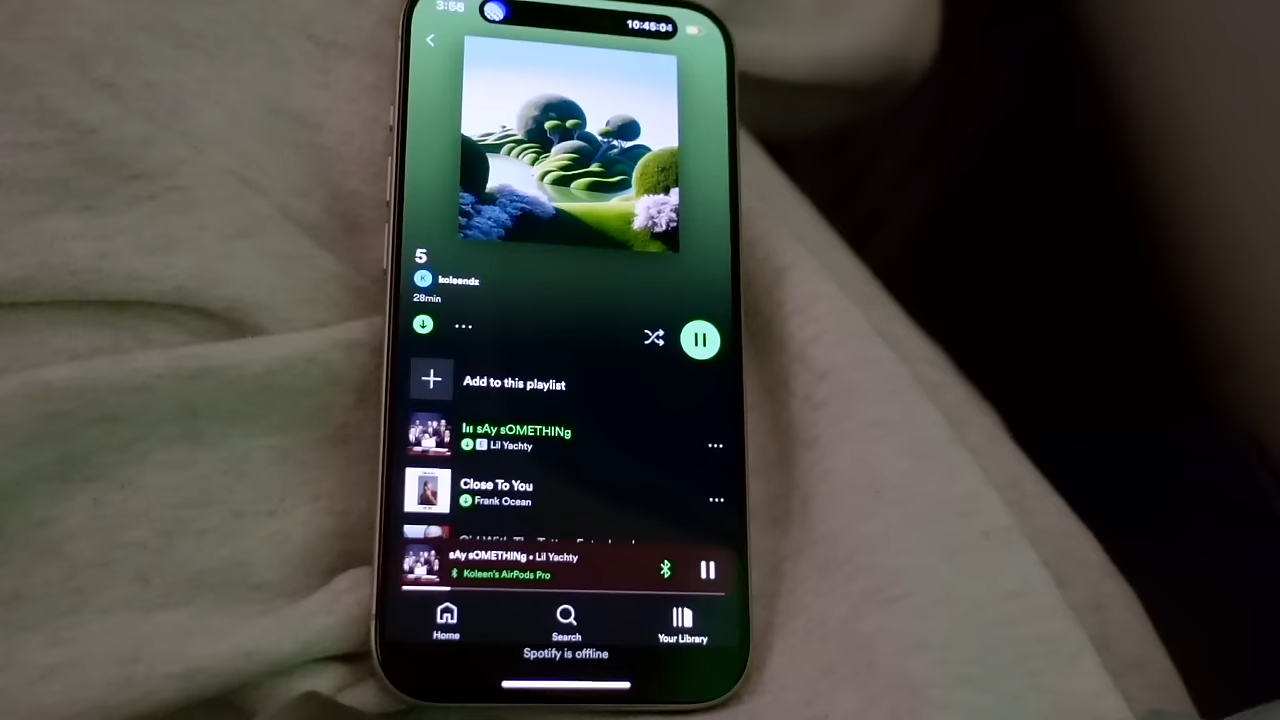 3:56
10:45:04
5
K
koleendz
28min
Add to this playlist
sAy sOMETHINg
E Lil Yachty
Close To You
Frank Ocean
sAy sOMETHINg • Lil Yachty
Koleen's AirPods Pro
Home
Search
Your Library
Spotify is offline